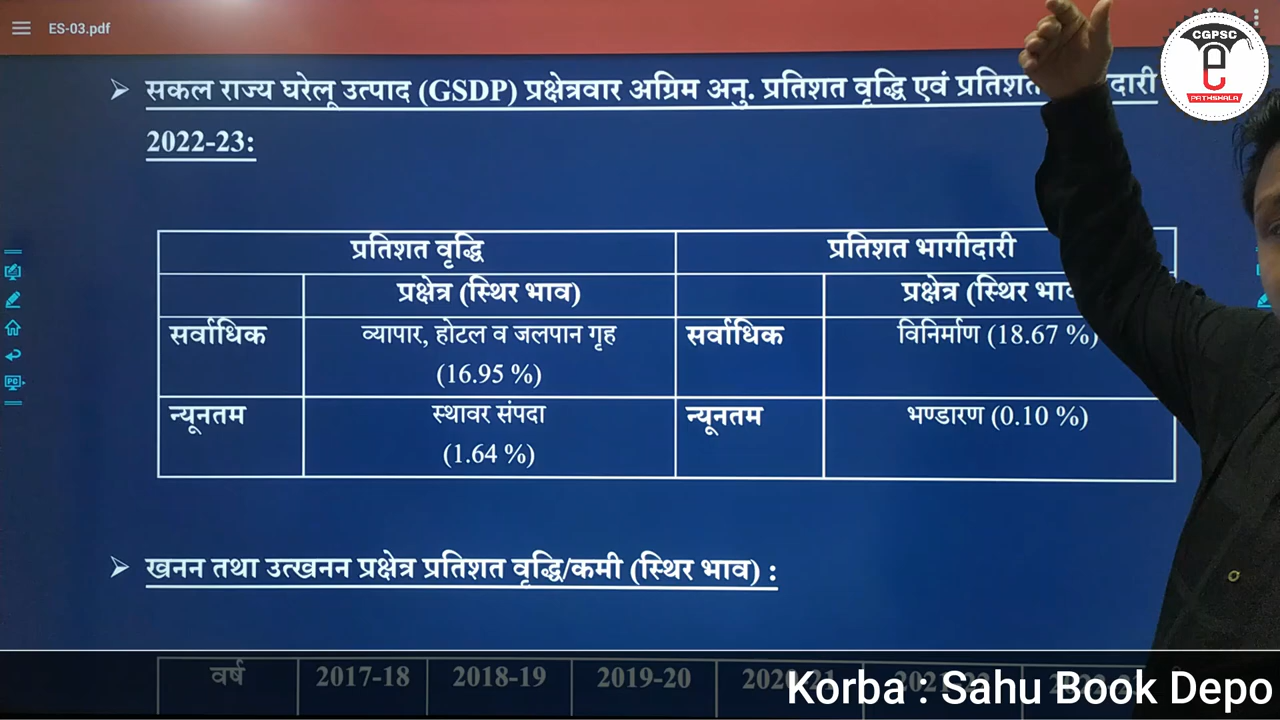 ES-03.pdf
CGPSC
e
PATHSHALA
➢ सकल राज्य घरेलू उत्पाद (GSDP) प्रक्षेत्रवार अग्रिम अनु. प्रतिशत वृद्धि एवं
2022-23:
प्रतिशत वृद्धि प्रतिशत भागीदारी
प्रक्षेत्र (स्थिर भाव) प्रक्षेत्र (स्थिर
सर्वाधिक व्यापार, होटल व जलपान गृह सर्वाधिक विनिर्माण (18.67 %)
(16.95 %)
न्यूनतम स्थावर संपदा न्यूनतम भण्डारण (0.10 %)
(1.64 %)
➢ खनन तथा उत्खनन प्रक्षेत्र प्रतिशत वृद्धि/कमी (स्थिर भाव) :
वर्ष 2017-18 2018-19 2019-20
Korba : Sahu Book Depo